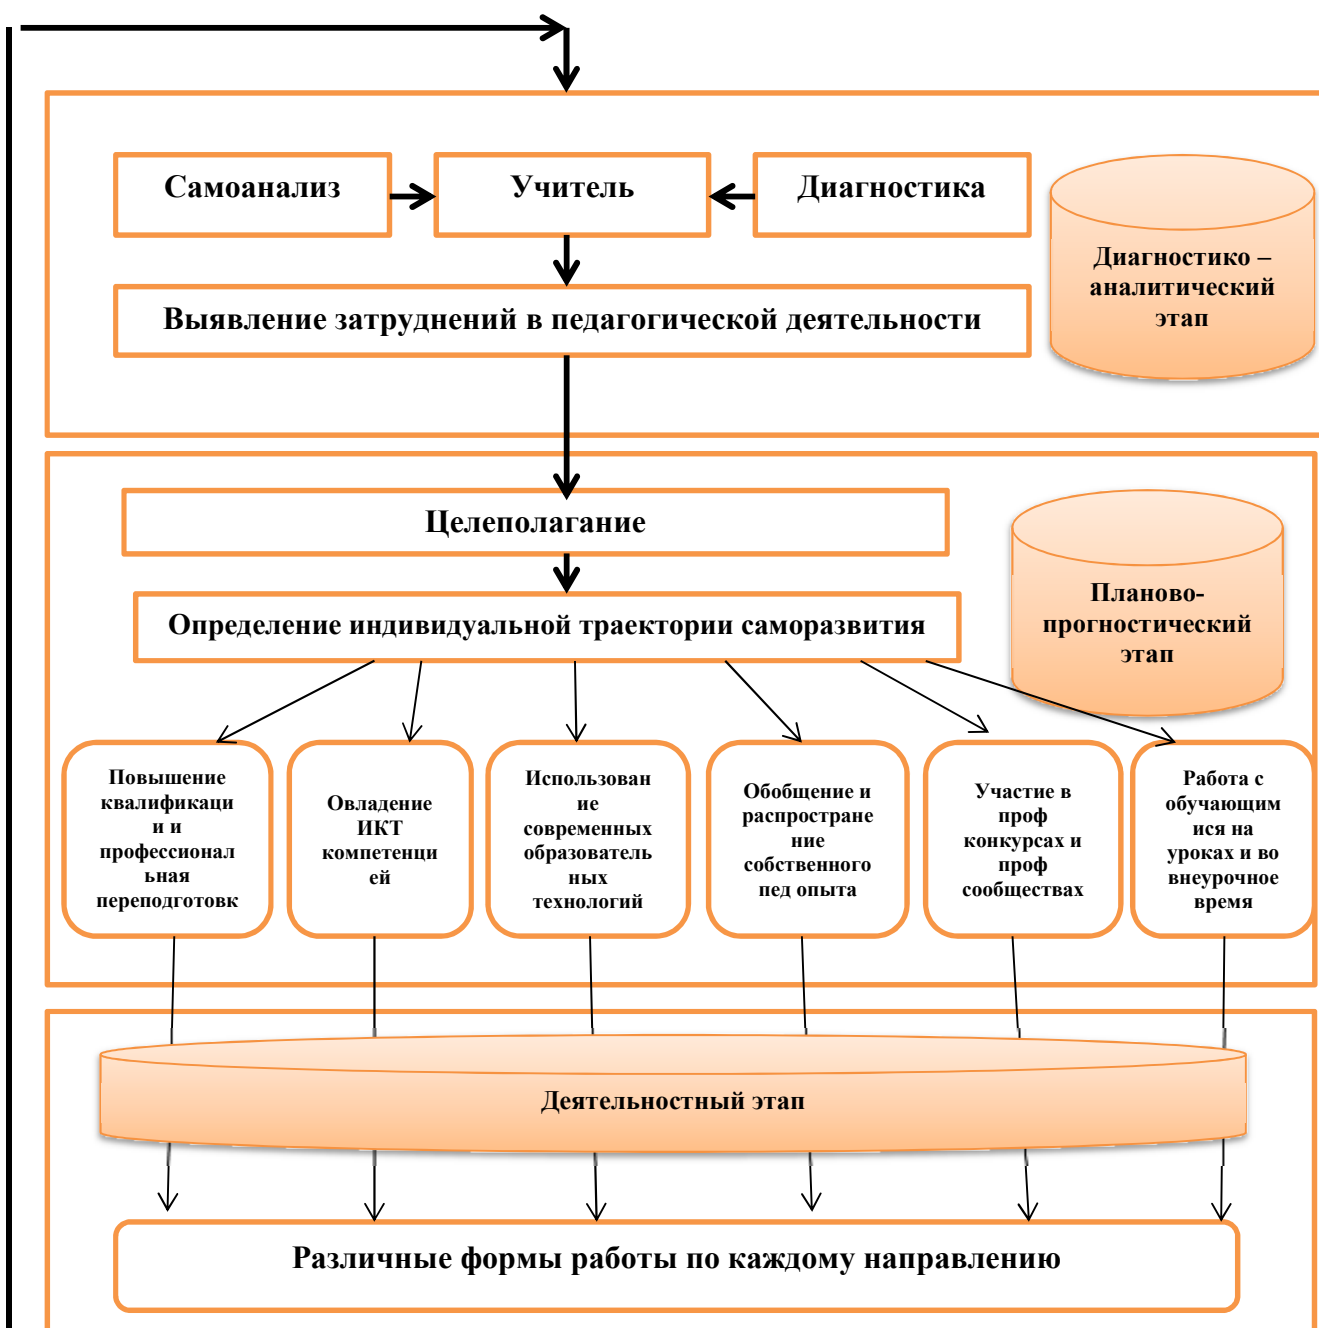 Самоанализ
Учитель
Диагностика
Диагностико –
аналитический
этап
Выявление затруднений в педагогической деятельности
Целеполагание
Планово-
прогностический
этап
Определение индивидуальной траектории саморазвития
Повышение
квалификаци
и и
профессионал
ьная
переподготовк
Овладение
ИКТ
компетенци
ей
Использован
ие
современных
образователь
ных
технологий
Обобщение и
распростране
ние
собственного
пед опыта
Участие в
проф
конкурсах и
проф
сообществах
Работа с
обучающим
ися на
уроках и во
внеурочное
время
Деятельностный этап
Различные формы работы по каждому направлению